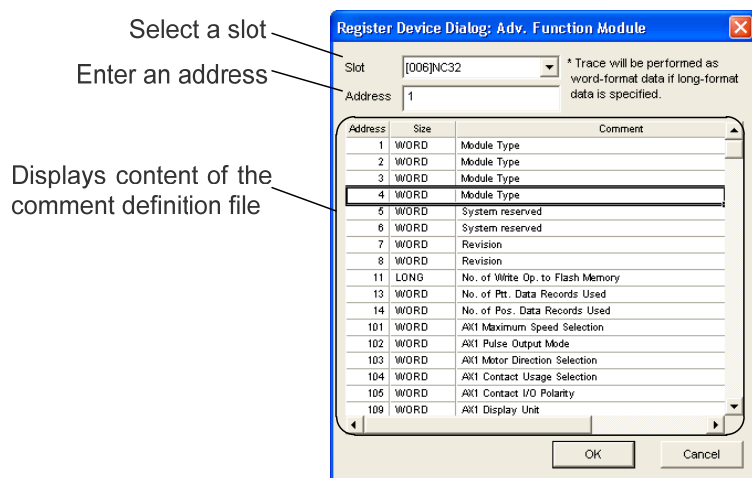 Select a slot
Enter an address
Displays content of the
comment definition file
Register Device Dialog: Adv. Function Module
Slot [006]NC32
* Trace will be performed as
word-format data if long-format
data is specified.
Address 1
Address Size Comment
1 WORD Module Type
2 WORD Module Type
3 WORD Module Type
4 WORD Module Type
5 WORD System reserved
6 WORD System reserved
7 WORD Revision
8 WORD Revision
11 LONG No. of Write Op. to Flash Memory
13 WORD No. of Ptt. Data Records Used
14 WORD No. of Pos. Data Records Used
101 WORD AX1 Maximum Speed Selection
102 WORD AX1 Pulse Output Mode
103 WORD AX1 Motor Direction Selection
104 WORD AX1 Contact Usage Selection
105 WORD AX1 Contact I/O Polarity
109 WORD AX1 Display Unit
OK Cancel